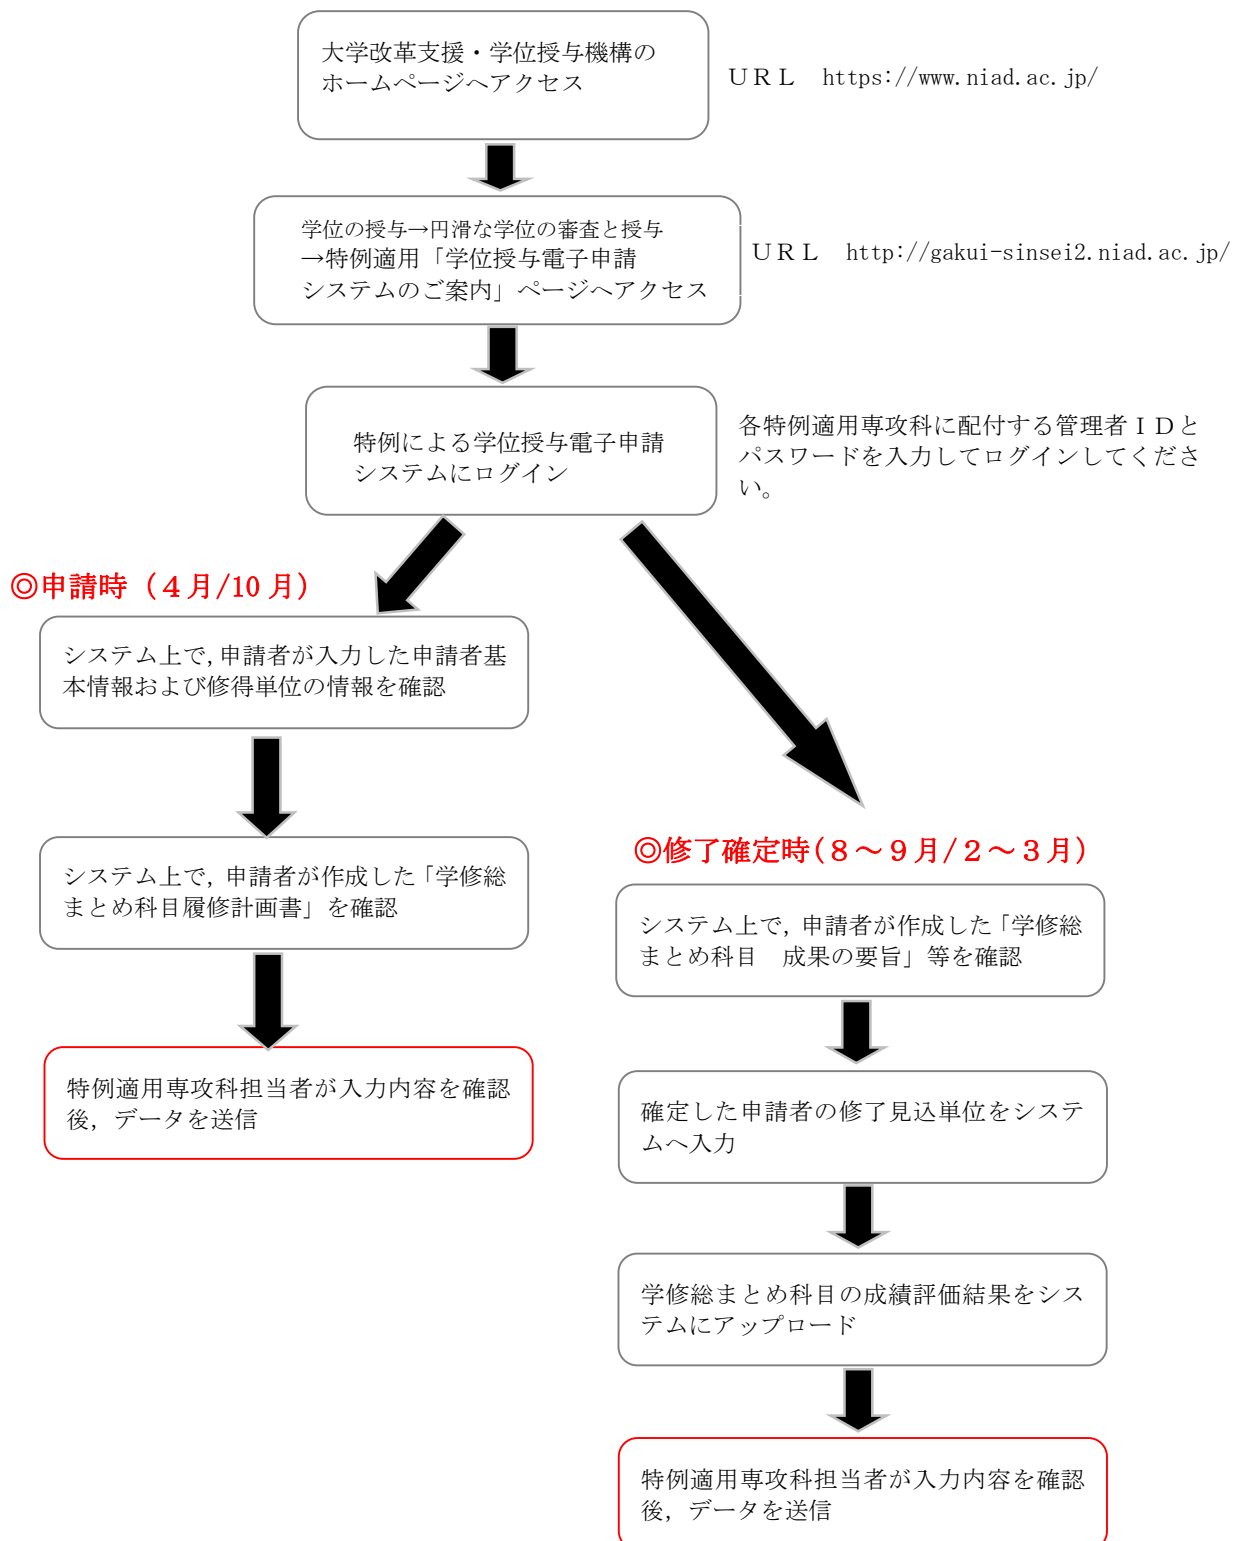 大学改革支援・学位授与機構の
ホームページへアクセス
ＵＲＬ　https://www.niad.ac.jp/
学位の授与→円滑な学位の審査と授与
→特例適用「学位授与電子申請
システムのご案内」ページへアクセス
ＵＲＬ　http://gakui-sinsei2.niad.ac.jp/
特例による学位授与電子申請
システムにログイン
各特例適用専攻科に配付する管理者ＩＤと
パスワードを入力してログインしてくださ
い。
◎申請時（４月/10月）
システム上で,申請者が入力した申請者基
本情報および修得単位の情報を確認
システム上で,申請者が作成した「学修総
まとめ科目履修計画書」を確認
特例適用専攻科担当者が入力内容を確認
後，データを送信
◎修了確定時(８～９月/２～３月)
システム上で,申請者が作成した「学修総
まとめ科目　成果の要旨」等を確認
確定した申請者の修了見込単位をシステ
ムへ入力
学修総まとめ科目の成績評価結果をシス
テムにアップロード
特例適用専攻科担当者が入力内容を確認
後，データを送信